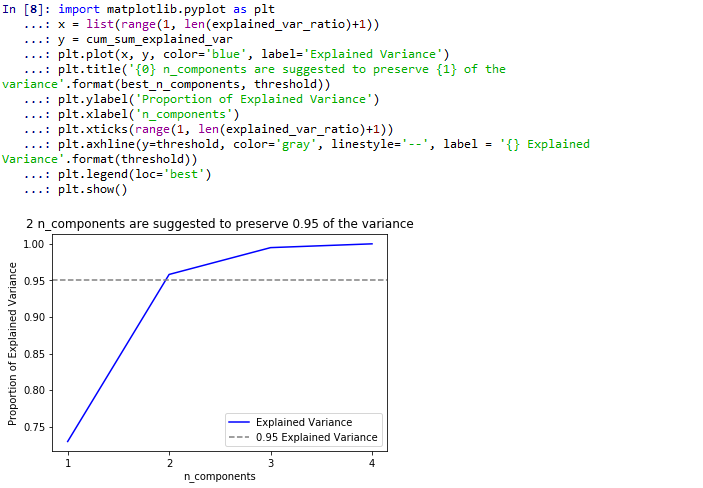 In [8]: import matplotlib.pyplot as plt
   ...: x = list(range(1, len(explained_var_ratio)+1))
   ...: y = cum_sum_explained_var
   ...: plt.plot(x, y, color='blue', label='Explained Variance')
   ...: plt.title('{0} n_components are suggested to preserve {1} of the
variance'.format(best_n_components, threshold))
   ...: plt.ylabel('Proportion of Explained Variance')
   ...: plt.xlabel('n_components')
   ...: plt.xticks(range(1, len(explained_var_ratio)+1))
   ...: plt.axhline(y=threshold, color='gray', linestyle='--', label = '{} Explained
Variance'.format(threshold))
   ...: plt.legend(loc='best')
   ...: plt.show()
2 n_components are suggested to preserve 0.95 of the variance
Proportion of Explained Variance
1.00
0.95
0.90
0.85
0.80
0.75
Explained Variance
0.95 Explained Variance
1 2 3 4
n_components